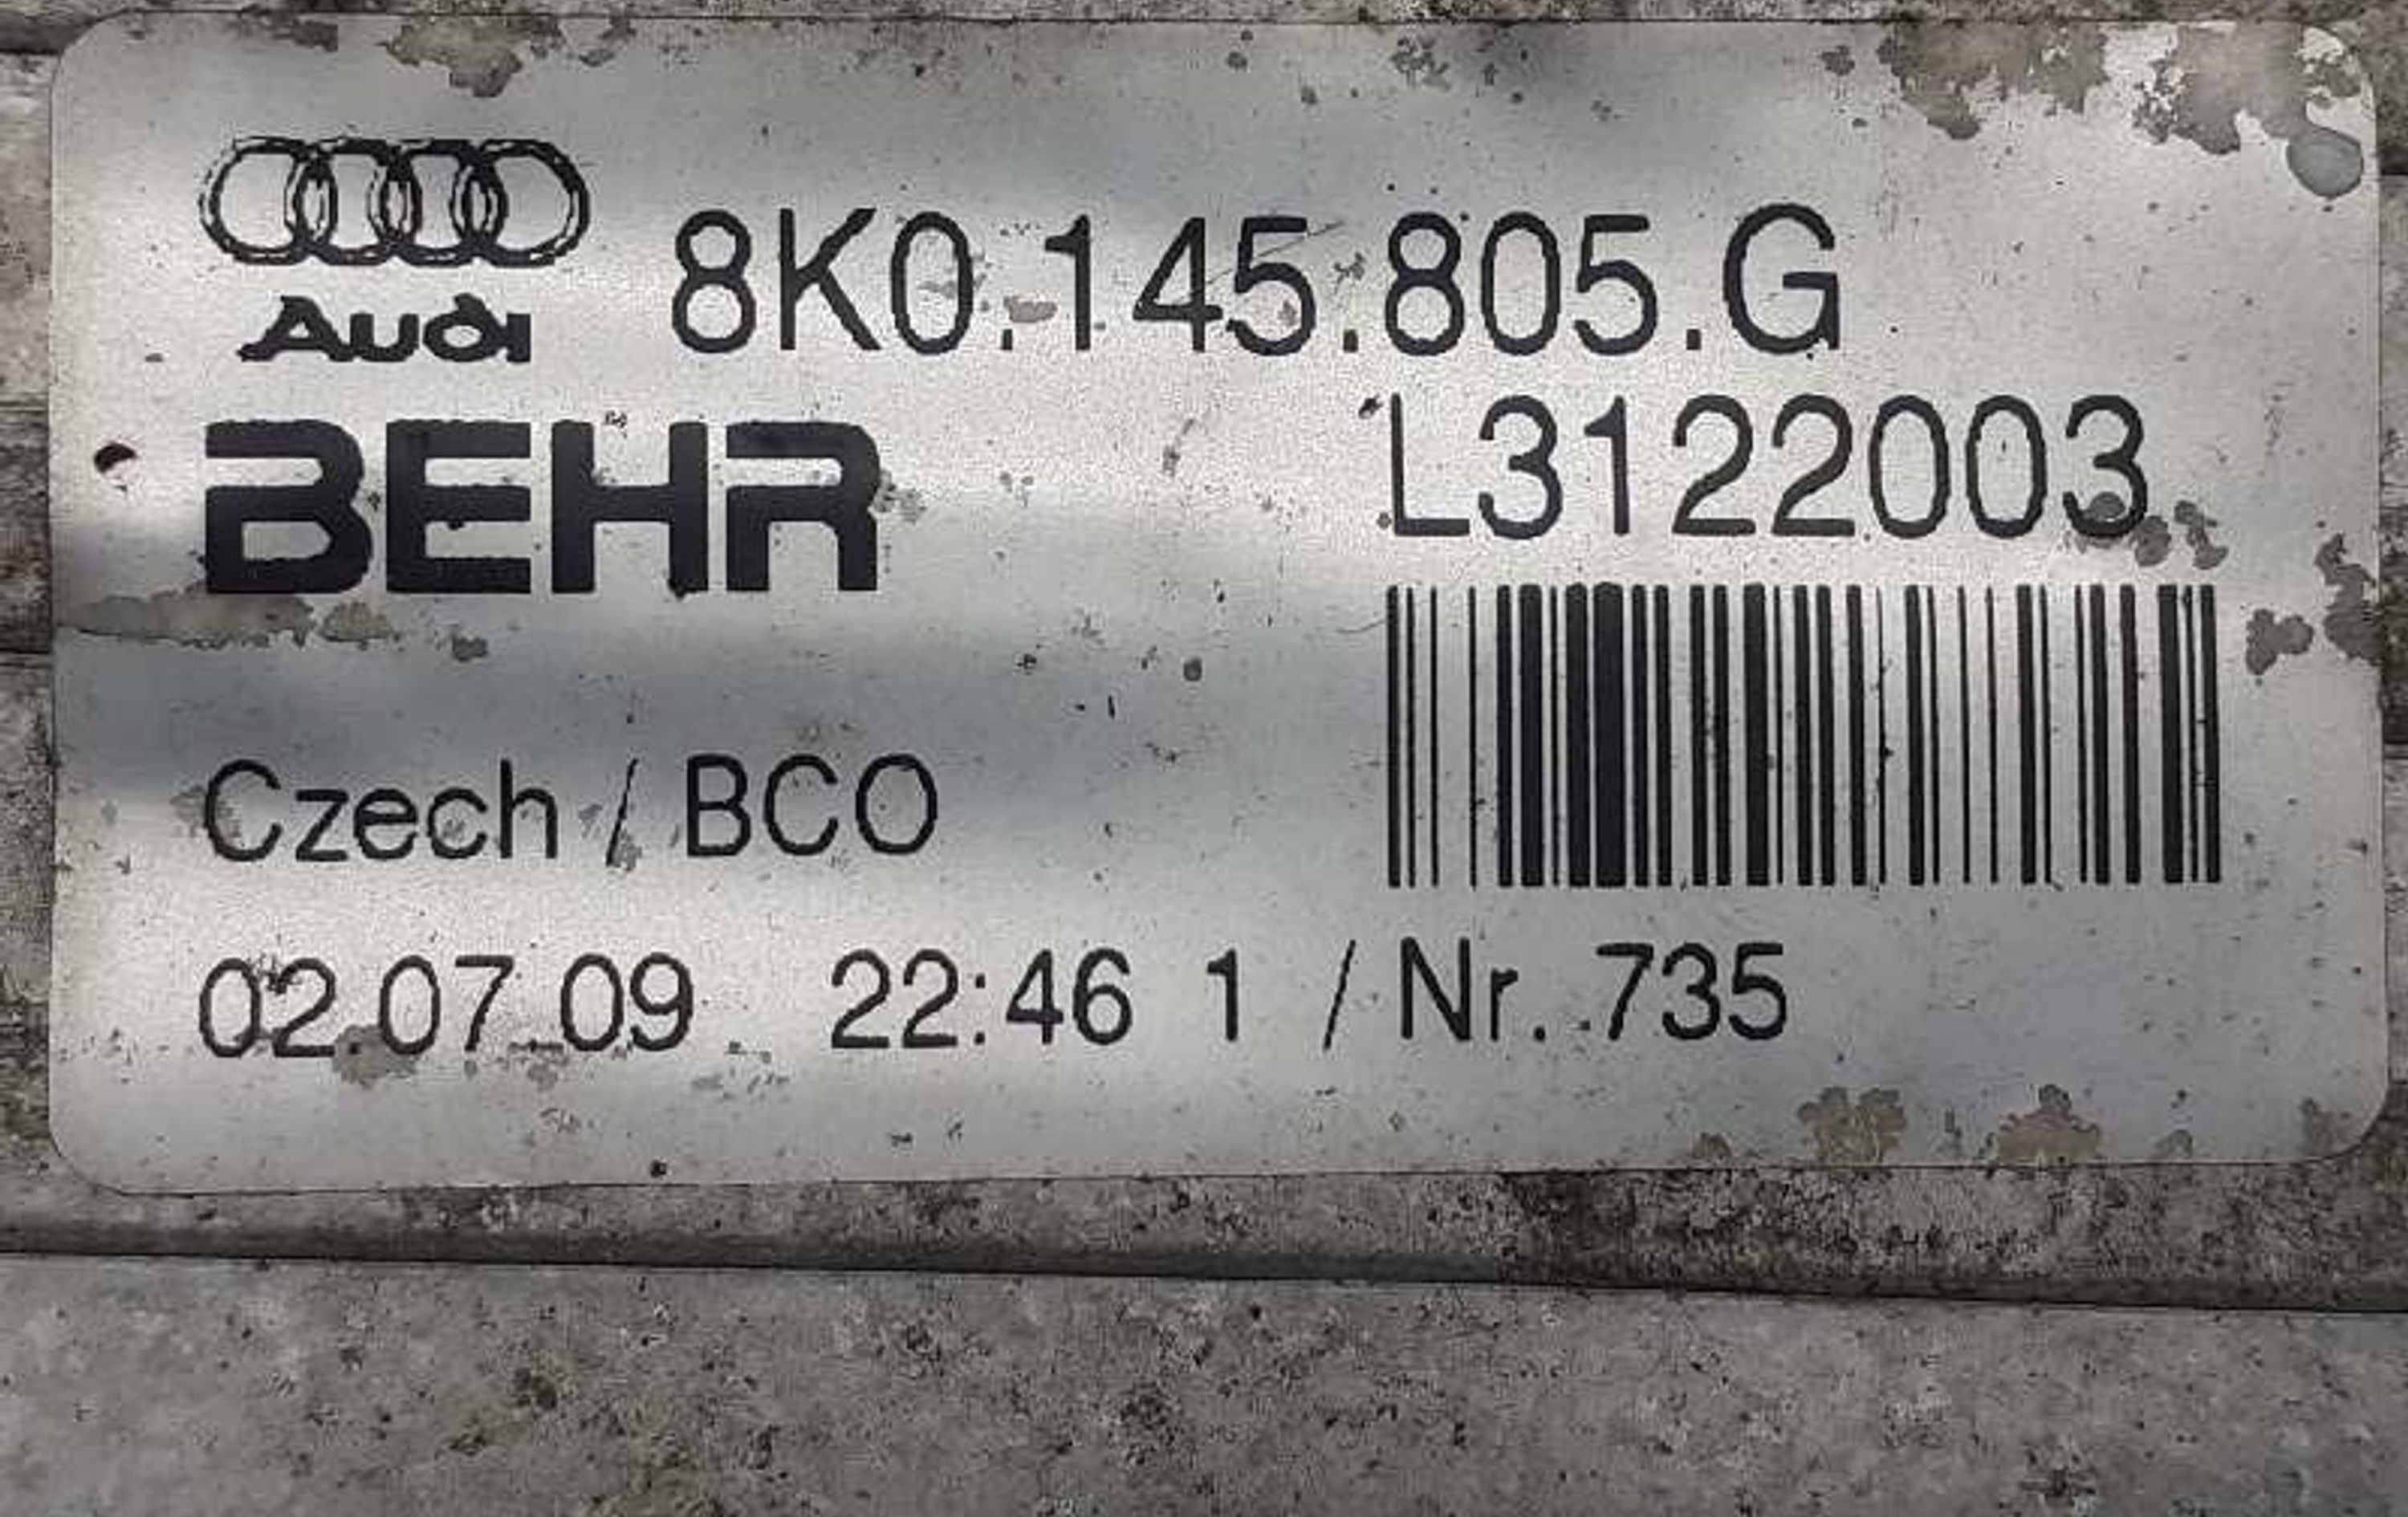 Audi 8K0.145.805.G
BEHR L3122003
Czech / BCO
02.07.09 22:46 1 / Nr. 735